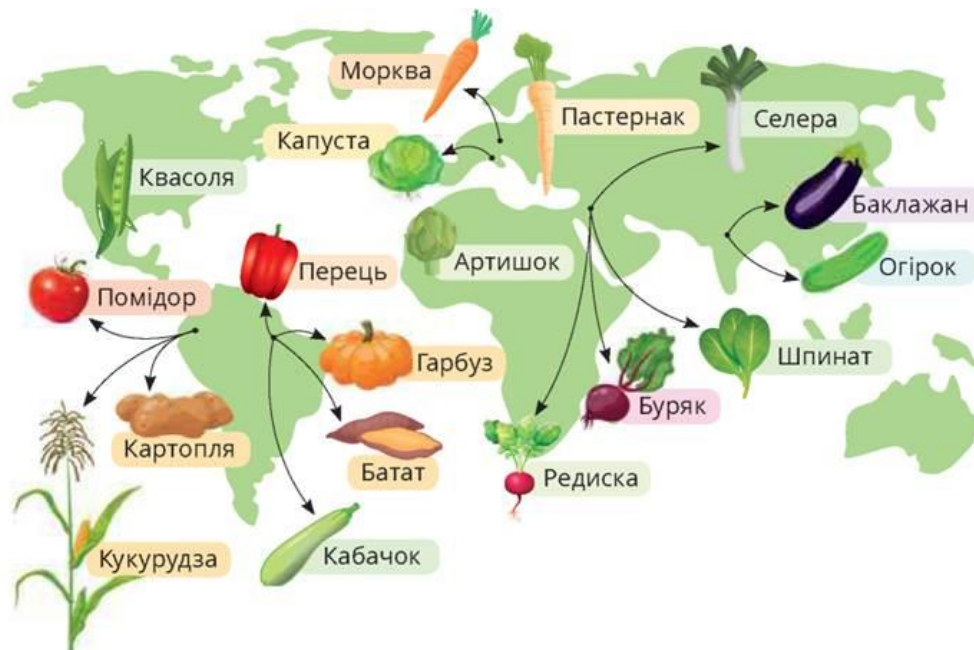 Морква
Пастернак
Селера
Капуста
Квасоля
Баклажан
Артишок
Перець
Огірок
Помідор
Шпинат
Гарбуз
Буряк
Картопля
Батат
Редиска
Кукурудза
Кабачок